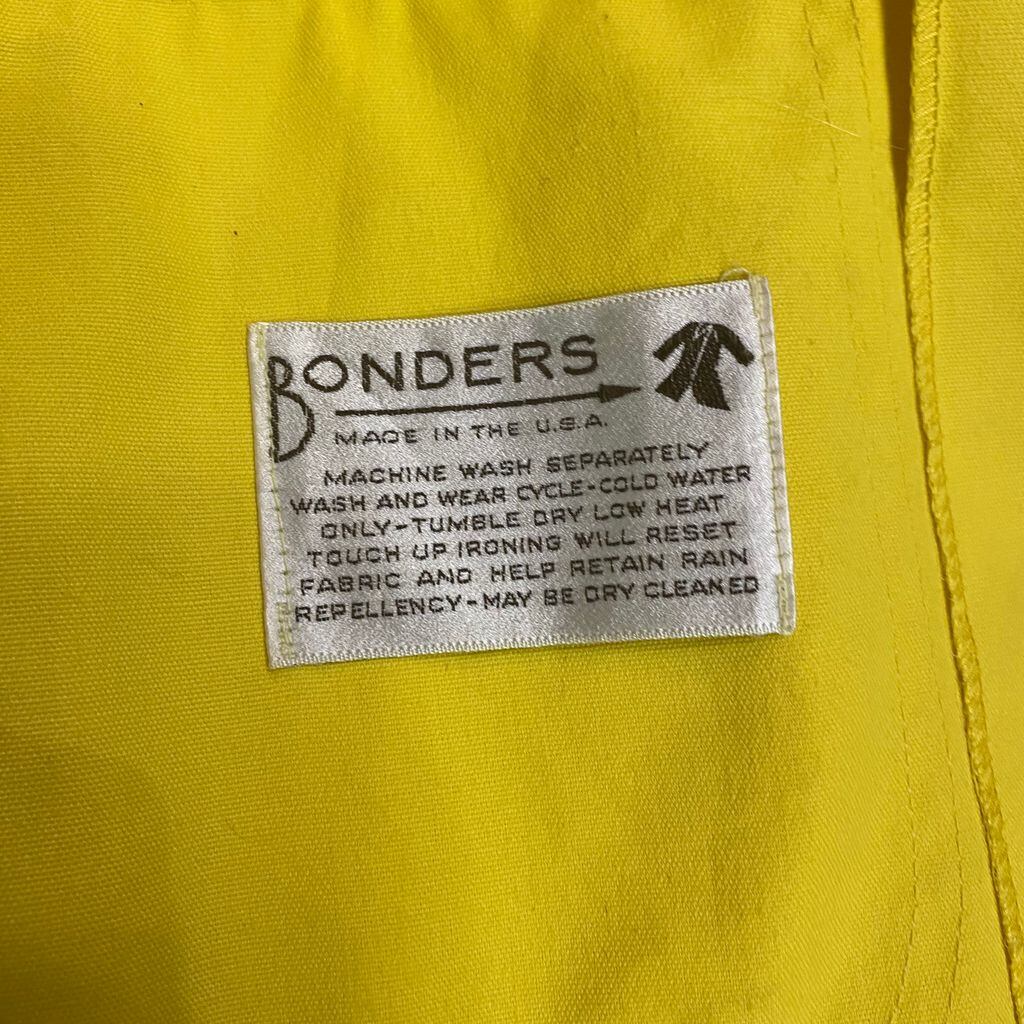 BONDERS
MADE IN THE U.S.A.
MACHINE WASH SEPARATELY
WASH AND WEAR CYCLE-COLD WATER
ONLY-TUMBLE DRY LOW HEAT
TOUCH UP IRONING WILL RESET
FABRIC AND HELP RETAIN RAIN
REPELLENCY-MAY BE DRY CLEANED